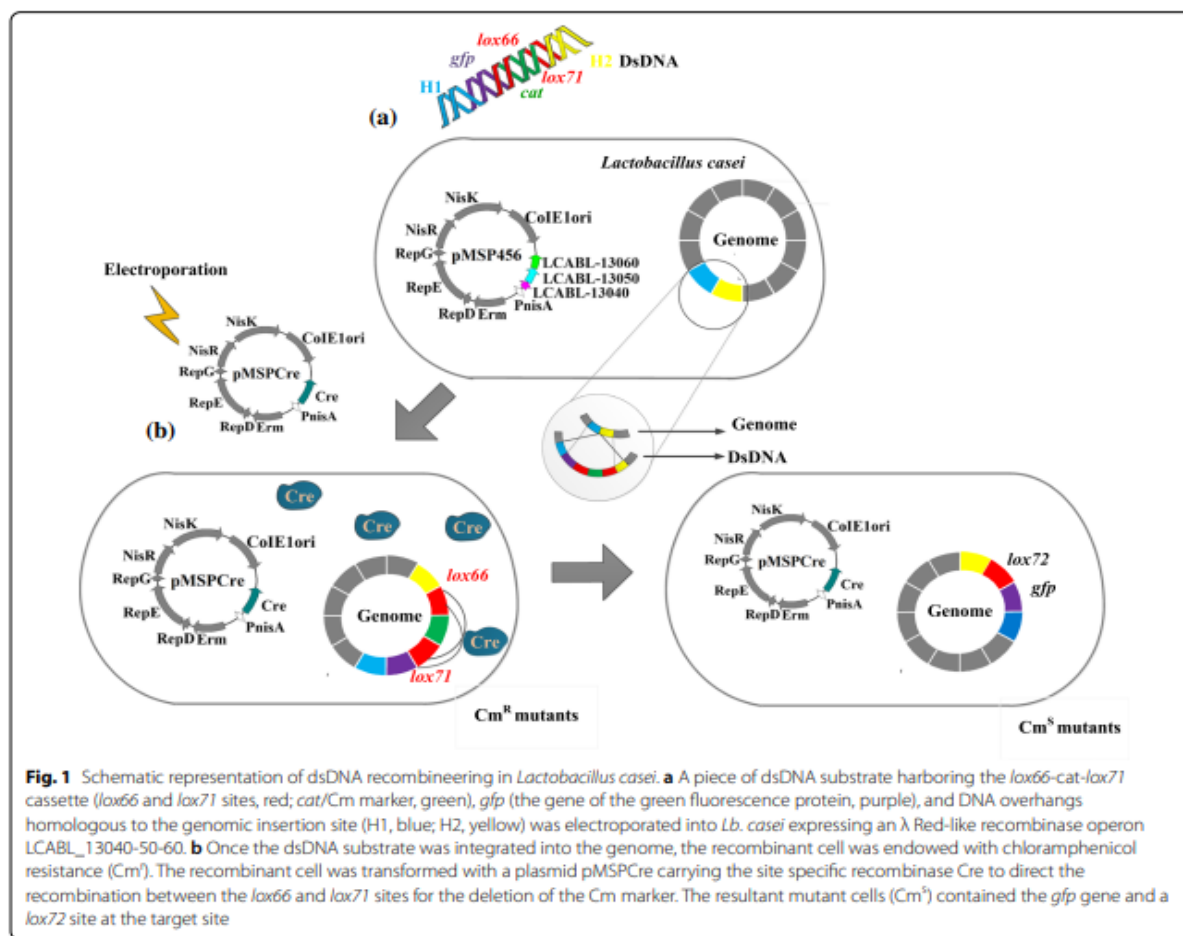 lox66
gfp
H2 DsDNA
H1
lox71
cat
(a)
Lactobacillus casei
NisK
CoIE1ori
NisR
RepG
pMSP456
Genome
LCABL-13060
LCABL-13050
LCABL-13040
RepE
PnisA
RepD Erm
Electroporation
NisK
CoIE1ori
NisR
RepG
pMSPCre
Cre
RepE
PnisA
RepD Erm
(b)
Genome
DsDNA
Cre
Cre
Cre
NisK
CoIE1ori
NisR
RepG
pMSPCre
Cre
RepE
PnisA
RepD Erm
lox66
Genome
Cre
lox71
Cm^R mutants
NisK
CoIE1ori
NisR
RepG
pMSPCre
Cre
RepE
PnisA
RepD Erm
lox72
gfp
Genome
Cm^S mutants
Fig. 1 Schematic representation of dsDNA recombineering in Lactobacillus casei. a A piece of dsDNA substrate harboring the lox66-cat-lox71
cassette (lox66 and lox71 sites, red; cat/Cm marker, green), gfp (the gene of the green fluorescence protein, purple), and DNA overhangs
homologous to the genomic insertion site (H1, blue; H2, yellow) was electroporated into Lb. casei expressing an λ Red-like recombinase operon
LCABL_13040-50-60. b Once the dsDNA substrate was integrated into the genome, the recombinant cell was endowed with chloramphenicol
resistance (Cm^r). The recombinant cell was transformed with a plasmid pMSPCre carrying the site specific recombinase Cre to direct the
recombination between the lox66 and lox71 sites for the deletion of the Cm marker. The resultant mutant cells (Cm^s) contained the gfp gene and a
lox72 site at the target site